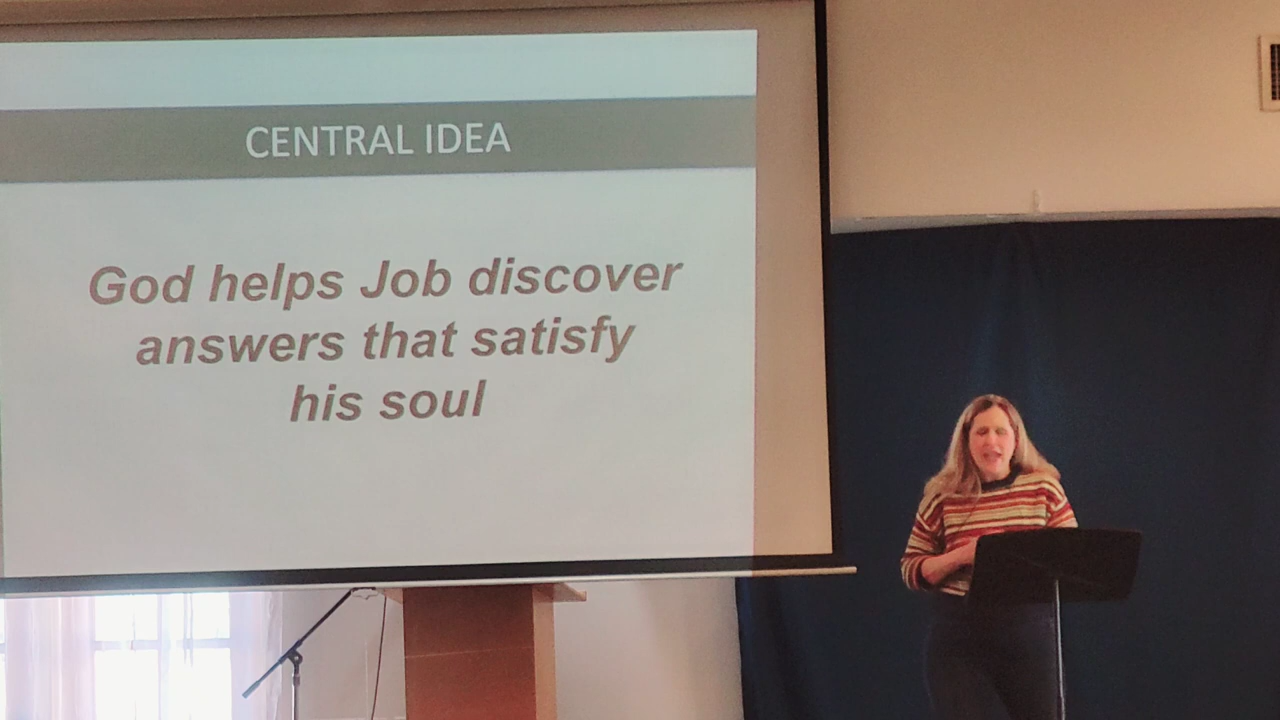 CENTRAL IDEA
God helps Job discover
answers that satisfy
his soul